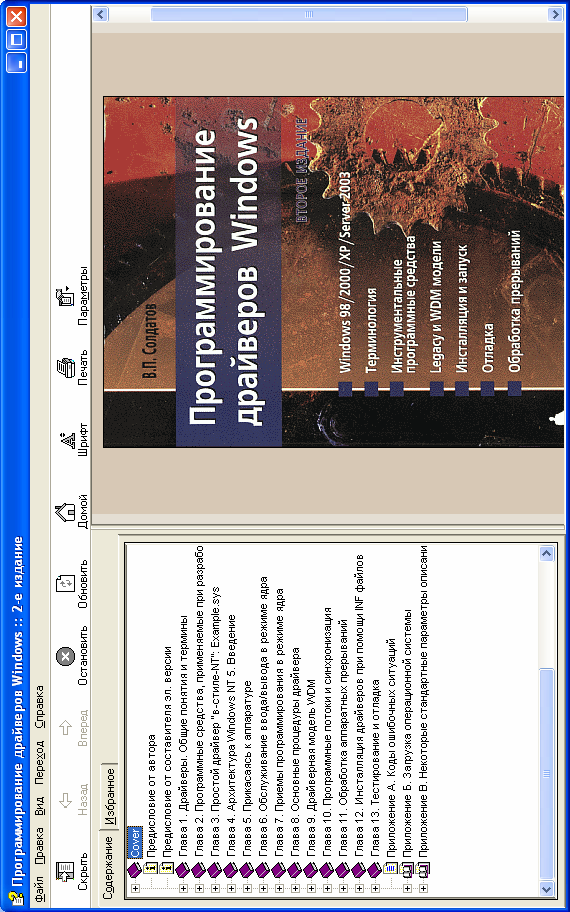 Программирование драйверов Windows :: 2-е издание
Файл Правка Вид Переход Справка
Скрыть Назад Вперед Остановить Обновить Домой Шрифт Печать Параметры
Содержание Избранное
Cover
Предисловие от автора
Предисловие от составителя эл. версии
Глава 1. Драйверы. Общие понятия и термины
Глава 2. Программные средства, применяемые при разрабо
Глава 3. Простой драйвер "в-стиле-NT": Example.sys
Глава 4. Архитектура Windows NT 5. Введение
Глава 5. Прикасаясь к аппаратуре
Глава 6. Обслуживание ввода/вывода в режиме ядра
Глава 7. Приемы программирования в режиме ядра
Глава 8. Основные процедуры драйвера
Глава 9. Драйверная модель WDM
Глава 10. Программные потоки и синхронизация
Глава 11. Обработка аппаратных прерываний
Глава 12. Инсталляция драйверов при помощи INF файлов
Глава 13. Тестирование и отладка
Приложение А. Коды ошибочных ситуаций
Приложение Б. Загрузка операционной системы
Приложение В. Некоторые стандартные параметры описани
В.П. Солдатов
Программирование
драйверов Windows
ВТОРОЕ ИЗДАНИЕ
Windows 98/2000/XP/Server 2003
Терминология
Инструментальные
программные средства
Legacy и WDM модели
Инсталляция и запуск
Отладка
Обработка прерываний